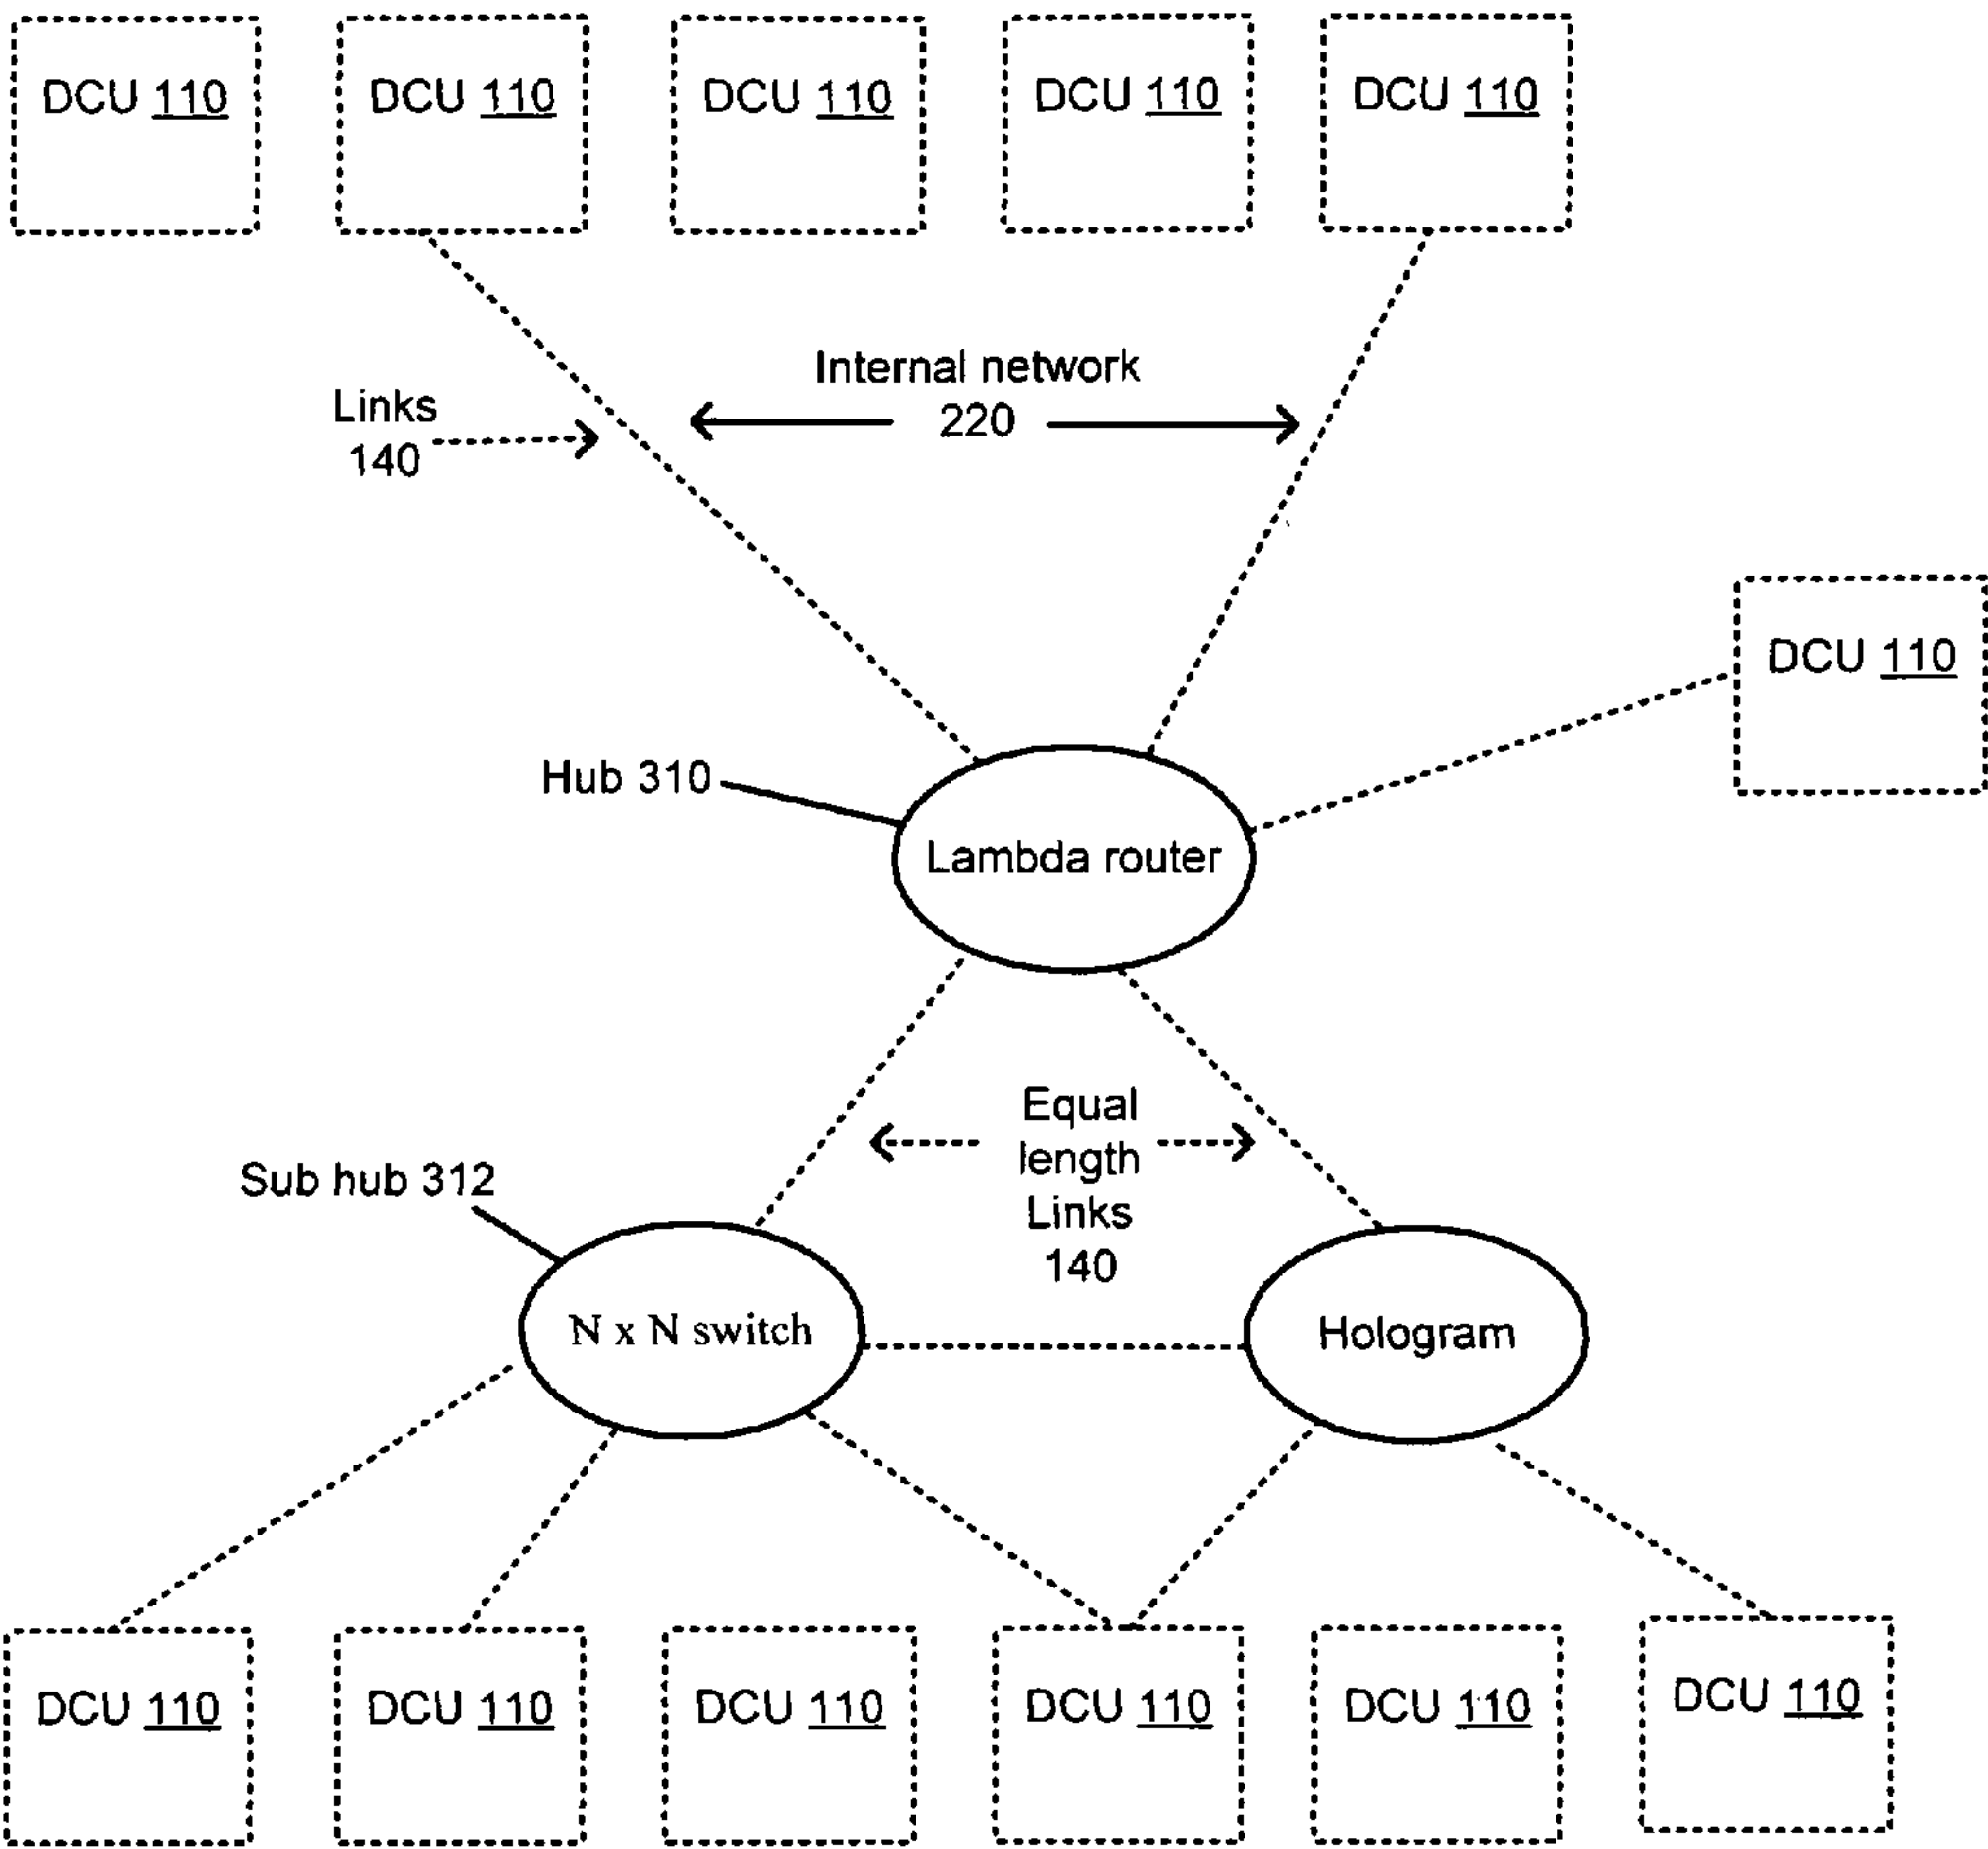 DCU 110
DCU 110
DCU 110
DCU 110
DCU 110
Internal network
220
Links
140
DCU 110
Hub 310
Lambda router
Equal
length
Links
140
Sub hub 312
N x N switch
Hologram
DCU 110
DCU 110
DCU 110
DCU 110
DCU 110
DCU 110